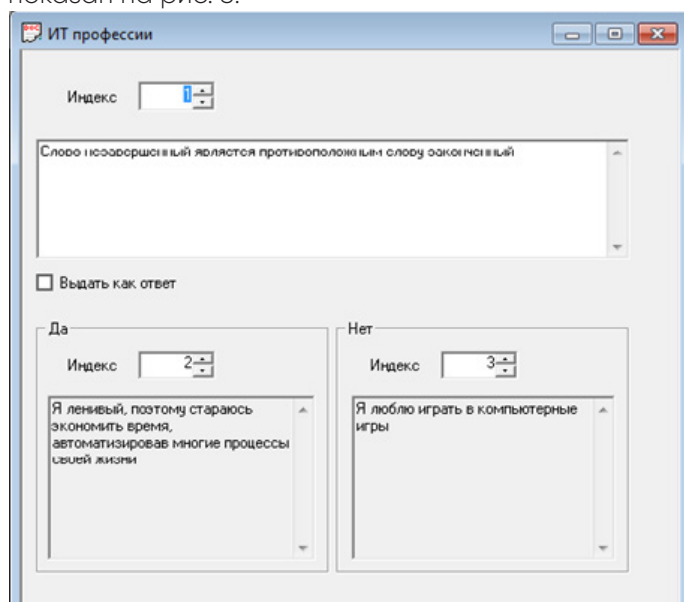 показан на рис. 3.
ИТ профессии
Индекс 1
Слово незавершенный является противоположным слову законченный
Выдать как ответ
Да
Индекс 2
Я ленивый, поэтому стараюсь
экономить время,
автоматизировав многие процессы
своей жизни
Нет
Индекс 3
Я люблю играть в компьютерные
игры